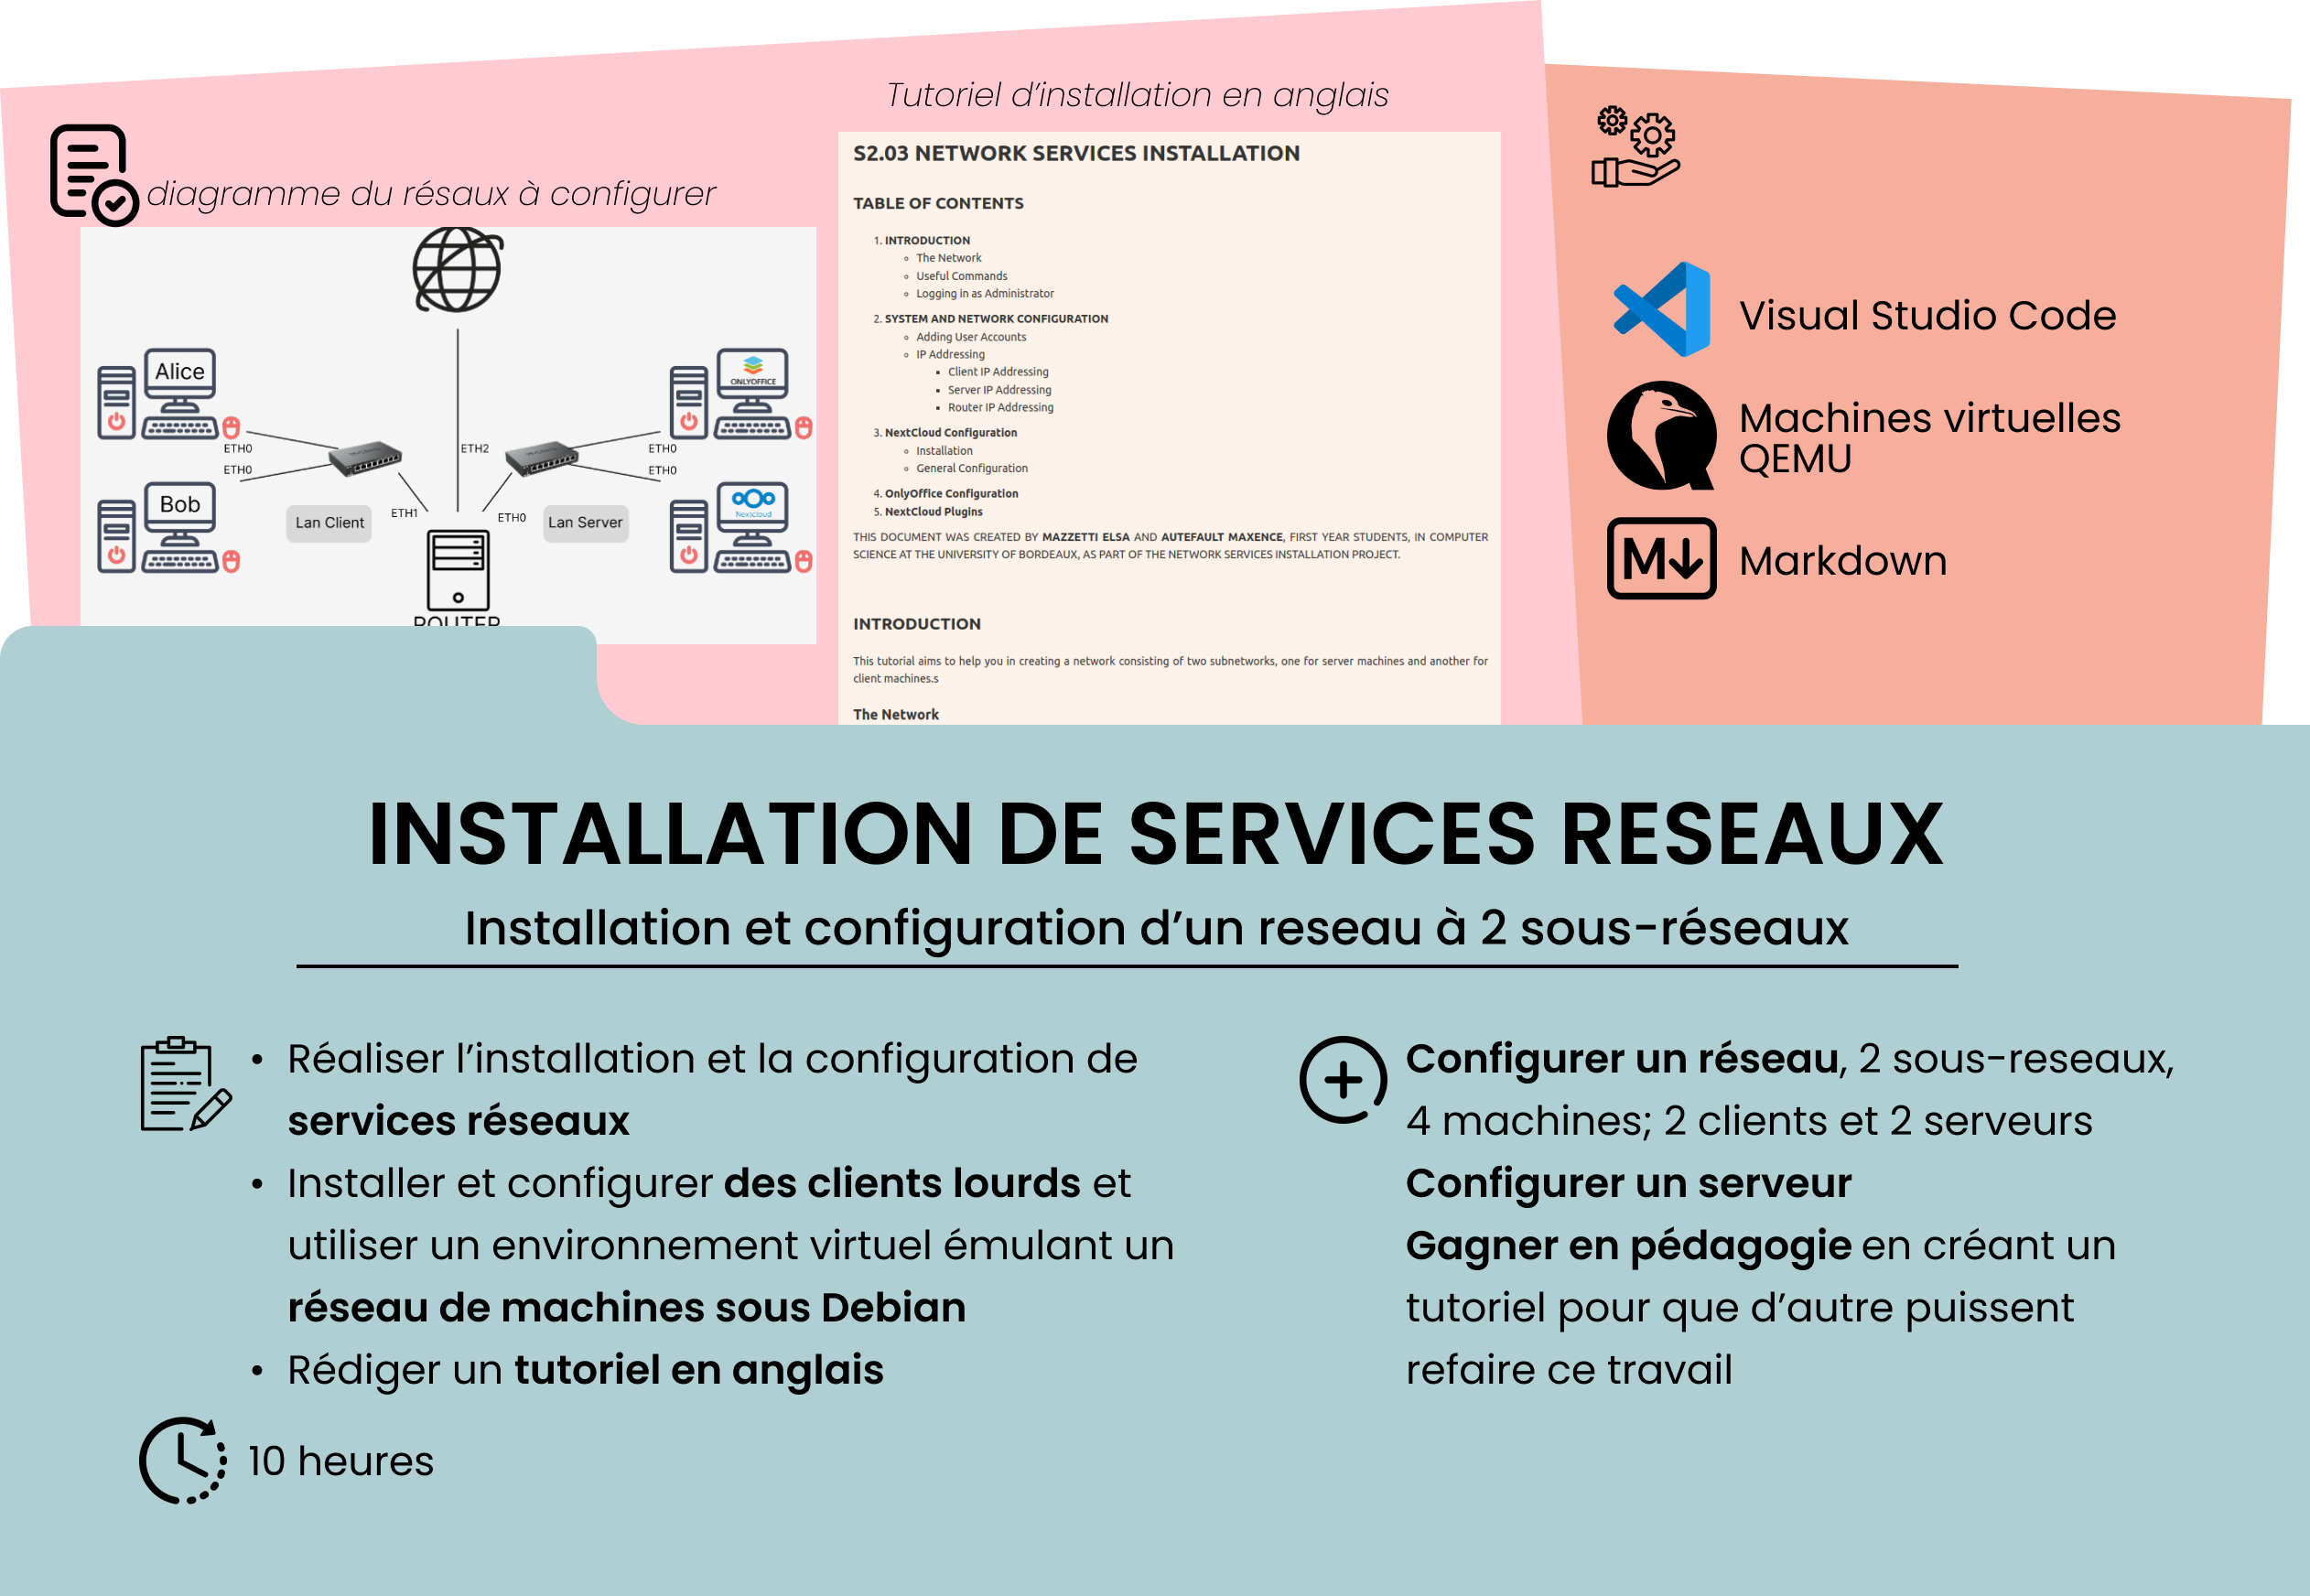 Tutoriel d’installation en anglais
diagramme du résaux à configurer
Alice
Bob
ETH0
ETH0
Lan Client
ETH1
ETH2
ETH0
Lan Server
ONLYOFFICE
ETH0
ETH0
Nextcloud
ROUTER
S2.03 NETWORK SERVICES INSTALLATION
TABLE OF CONTENTS
1. INTRODUCTION
◦ The Network
◦ Useful Commands
◦ Logging in as Administrator
2. SYSTEM AND NETWORK CONFIGURATION
◦ Adding User Accounts
◦ IP Addressing
▪ Client IP Addressing
▪ Server IP Addressing
▪ Router IP Addressing
3. NextCloud Configuration
◦ Installation
◦ General Configuration
4. OnlyOffice Configuration
5. NextCloud Plugins
THIS DOCUMENT WAS CREATED BY MAZZETTI ELSA AND AUTEFAULT MAXENCE, FIRST YEAR STUDENTS, IN COMPUTER
SCIENCE AT THE UNIVERSITY OF BORDEAUX, AS PART OF THE NETWORK SERVICES INSTALLATION PROJECT.
INTRODUCTION
This tutorial aims to help you in creating a network consisting of two subnetworks, one for server machines and another for
client machines.s
The Network
Visual Studio Code
Machines virtuelles
QEMU
M
Markdown
INSTALLATION DE SERVICES RESEAUX
Installation et configuration d’un reseau à 2 sous-réseaux
• Réaliser l’installation et la configuration de
services réseaux
• Installer et configurer des clients lourds et
utiliser un environnement virtuel émulant un
réseau de machines sous Debian
• Rédiger un tutoriel en anglais
10 heures
Configurer un réseau, 2 sous-reseaux,
4 machines; 2 clients et 2 serveurs
Configurer un serveur
Gagner en pédagogie en créant un
tutoriel pour que d’autre puissent
refaire ce travail